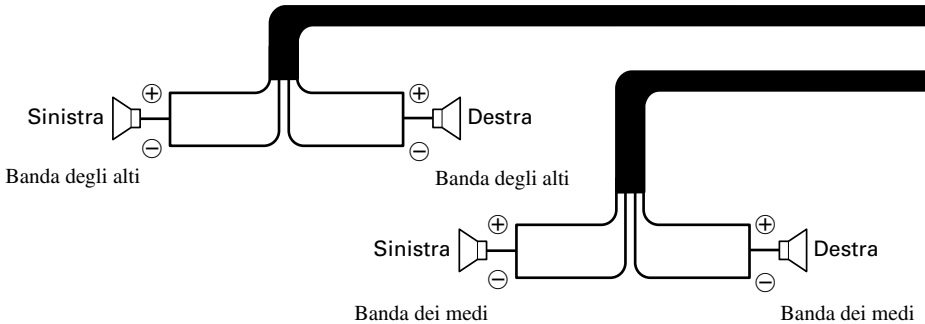 ⊕ ⊕
Sinistra Destra
⊖ ⊖
Banda degli alti Banda degli alti
⊕ ⊕
Sinistra Destra
⊖ ⊖
Banda dei medi Banda dei medi